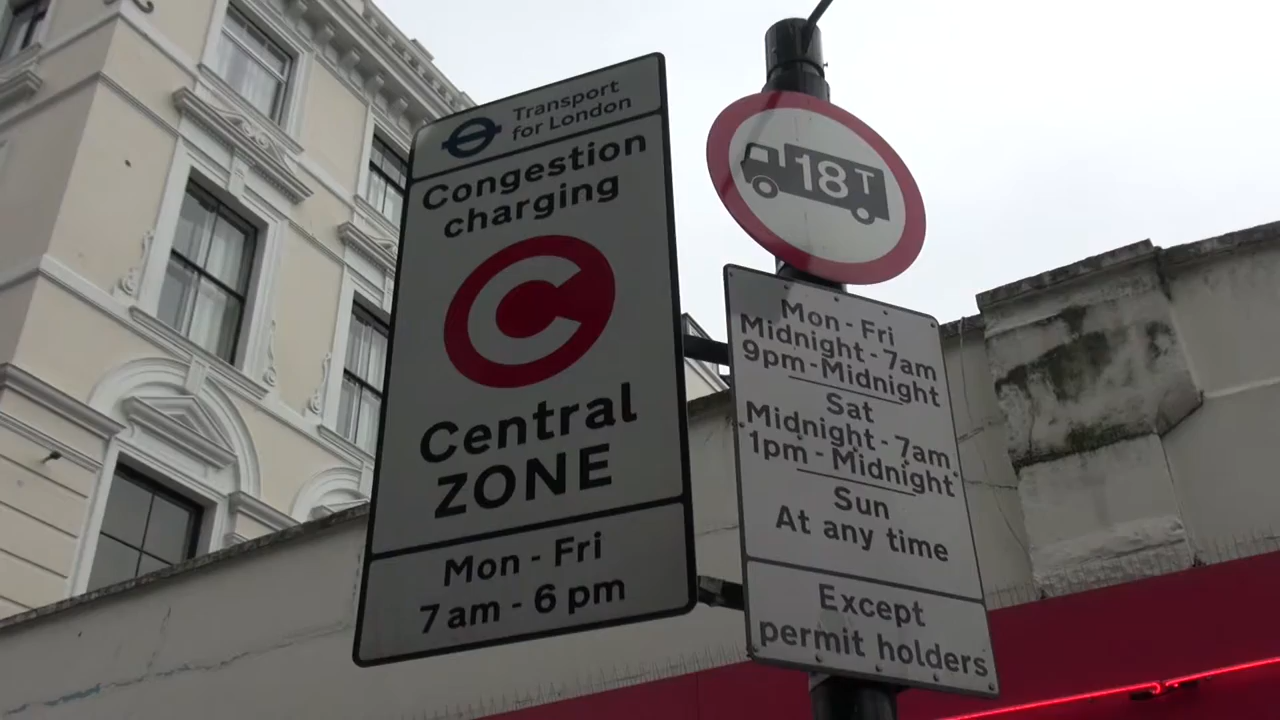 Transport
for London
Congestion
charging
Central
ZONE
Mon - Fri
7 am - 6 pm
18T
Mon - Fri
Midnight - 7am
9pm - Midnight
Sat
Midnight - 7am
1pm - Midnight
Sun
At any time
Except
permit holders